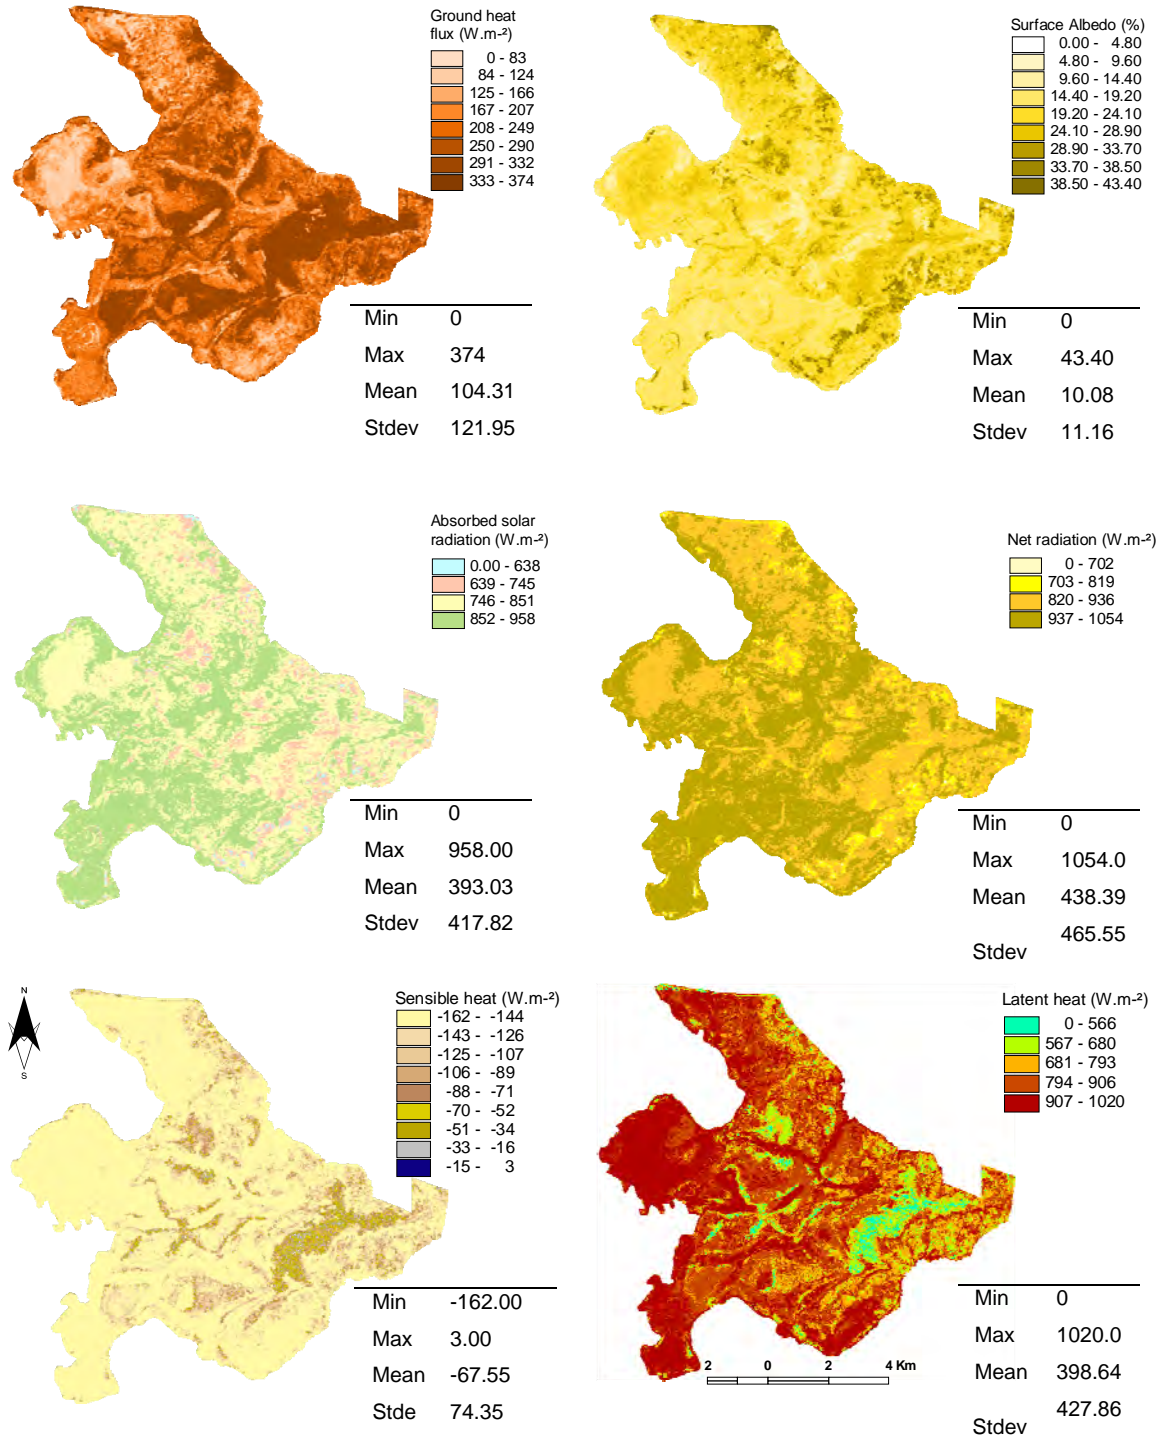 Ground heat
flux (W.m-²)
0 - 83
84 - 124
125 - 166
167 - 207
208 - 249
250 - 290
291 - 332
333 - 374
Min 0
Max 374
Mean 104.31
Stdev 121.95
Surface Albedo (%)
0.00 - 4.80
4.80 - 9.60
9.60 - 14.40
14.40 - 19.20
19.20 - 24.10
24.10 - 28.90
28.90 - 33.70
33.70 - 38.50
38.50 - 43.40
Min 0
Max 43.40
Mean 10.08
Stdev 11.16
Absorbed solar
radiation (W.m-²)
0.00 - 638
639 - 745
746 - 851
852 - 958
Min 0
Max 958.00
Mean 393.03
Stdev 417.82
Net radiation (W.m-²)
0 - 702
703 - 819
820 - 936
937 - 1054
Min 0
Max 1054.0
Mean 438.39
Stdev 465.55
N
S
Sensible heat (W.m-²)
-162 - -144
-143 - -126
-125 - -107
-106 - -89
-88 - -71
-70 - -52
-51 - -34
-33 - -16
-15 - 3
Min -162.00
Max 3.00
Mean -67.55
Stde 74.35
Latent heat (W.m-²)
0 - 566
567 - 680
681 - 793
794 - 906
907 - 1020
Min 0
Max 1020.0
Mean 398.64
Stdev 427.86
2 0 2 4 Km